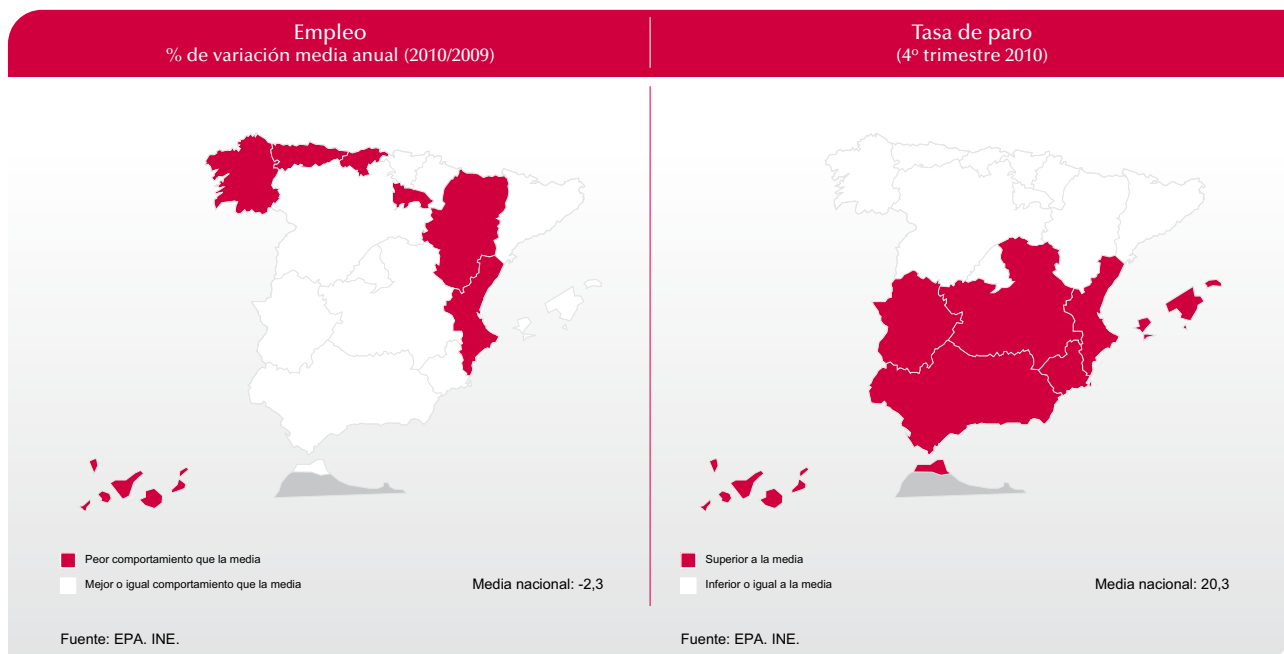 Empleo
% de variación media anual (2010/2009)
Tasa de paro
(4º trimestre 2010)
Peor comportamiento que la media
Mejor o igual comportamiento que la media
Media nacional: -2,3
Fuente: EPA. INE.
Superior a la media
Inferior o igual a la media
Media nacional: 20,3
Fuente: EPA. INE.